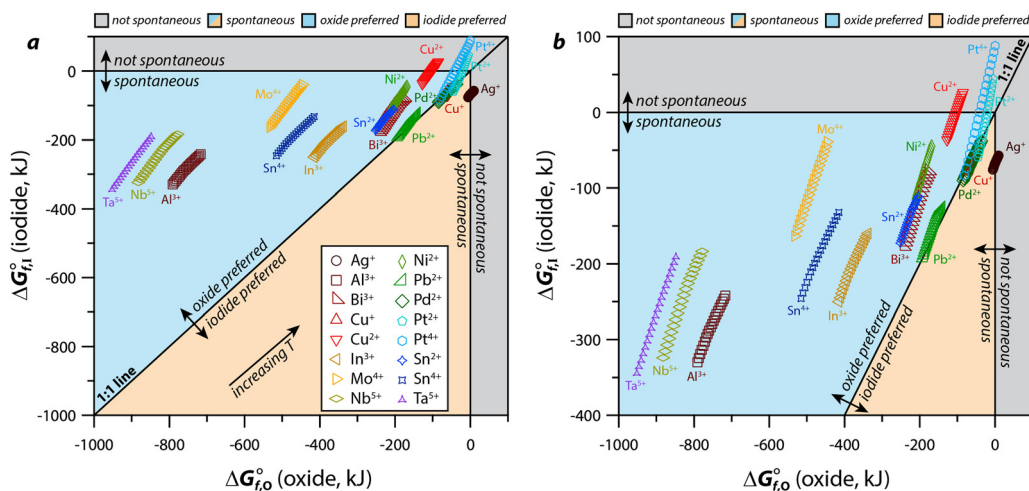 not spontaneous spontaneous oxide preferred iodide preferred
a
not spontaneous
spontaneous
Cu²⁺
Pt⁴⁺
Pt²⁺
Ni²⁺
Mo⁴⁺
Pd²⁺
Ag⁺
Cu⁺
Sn²⁺
Pb²⁺
Bi³⁺
Sn⁴⁺
In³⁺
Ta⁵⁺
Nb⁵⁺
Al³⁺
not spontaneous
spontaneous
oxide preferred
iodide preferred
increasing T
1:1 line
Ag⁺ Ni²⁺
Al³⁺ Pb²⁺
Bi³⁺ Pd²⁺
Cu⁺ Pt²⁺
Cu²⁺ Pt⁴⁺
In³⁺ Sn²⁺
Mo⁴⁺ Sn⁴⁺
Nb⁵⁺ Ta⁵⁺
0
-200
-400
-600
-800
-1000
ΔG°f,I (iodide, kJ)
-1000 -800 -600 -400 -200 0
ΔG°f,O (oxide, kJ)
not spontaneous spontaneous oxide preferred iodide preferred
b
not spontaneous
spontaneous
Pt⁴⁺
1:1 line
Pt²⁺
Cu²⁺
Mo⁴⁺
Ni²⁺
Ag⁺
Cu⁺
Pd²⁺
Sn²⁺
Bi³⁺
Pb²⁺
Sn⁴⁺
In³⁺
Ta⁵⁺
Nb⁵⁺
Al³⁺
not spontaneous
spontaneous
oxide preferred
iodide preferred
100
0
-100
-200
-300
-400
ΔG°f,I (iodide, kJ)
-1000 -800 -600 -400 -200 0
ΔG°f,O (oxide, kJ)